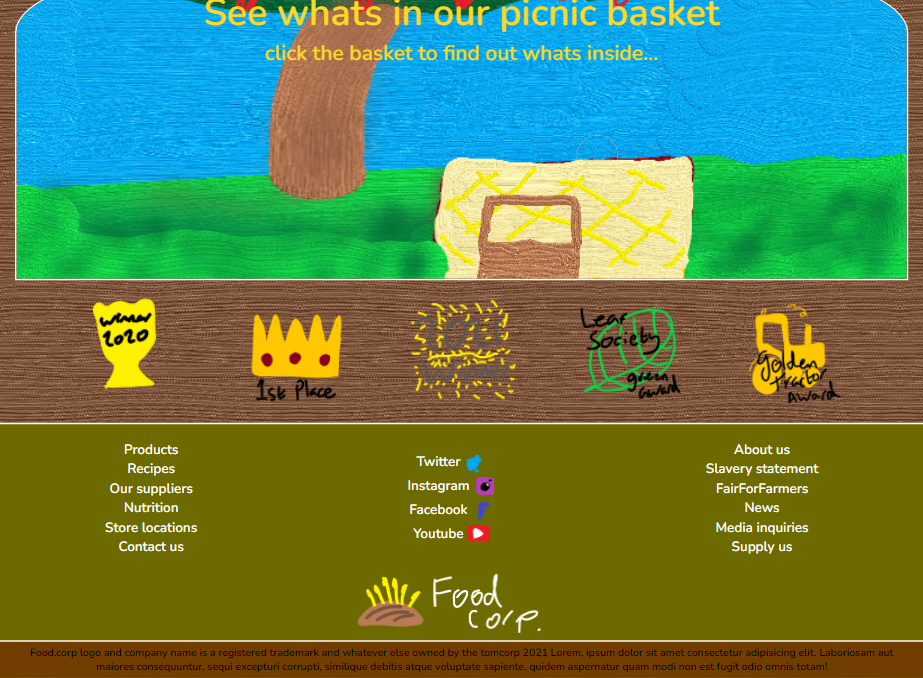 See whats in our picnic basket
click the basket to find out whats inside...
Winner
2020
1st Place
Leaf
Society
green
award
Golden
Tractor
Award
Products
Recipes
Our suppliers
Nutrition
Store locations
Contact us
Twitter
Instagram
Facebook
Youtube
About us
Slavery statement
FairForFarmers
News
Media inquiries
Supply us
Food
Corp.
Food.corp logo and company name is a registered trademark and whatever else owned by the tomcorp 2021 Lorem, ipsum dolor sit amet consectetur adipisicing elit. Laboriosam aut
maiores consequuntur, sequi excepturi corrupti, similique debitis atque voluptate sapiente, quidem aspernatur quam modi non est fugit odio omnis totam!